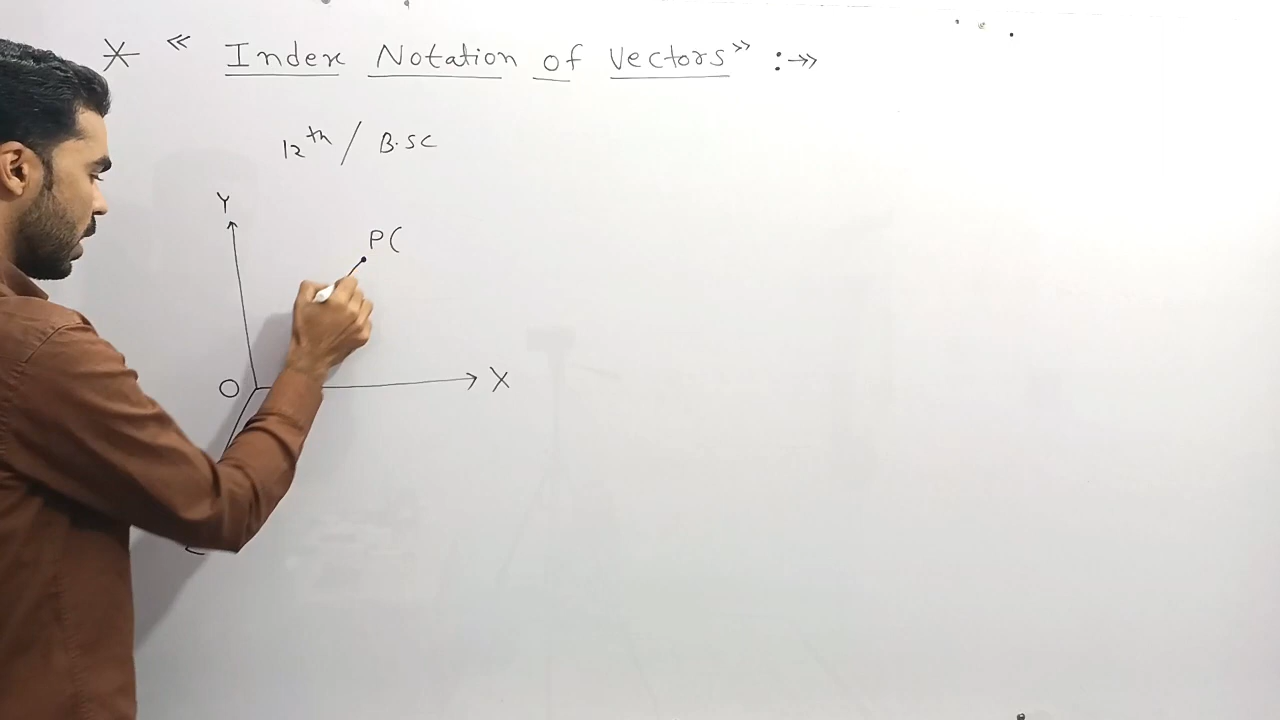 * « Index Notation of Vectors » :→»
12th / B.SC
Y
P(
O
X